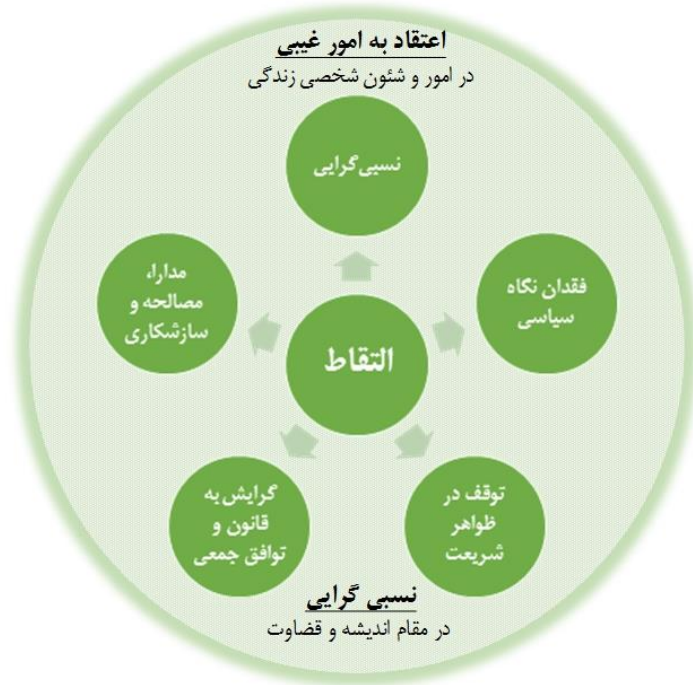 اعتقاد به امور غیبی
در امور و شئون شخصی زندگی
نسبی‌گرایی
فقدان نگاه
سیاسی
مدارا،
مصالحه و
سازشکاری
التقاط
توقف در
ظواهر
شریعت
گرایش به
قانون و
توافق جمعی
نسبی گرایی
در مقام اندیشه و قضاوت